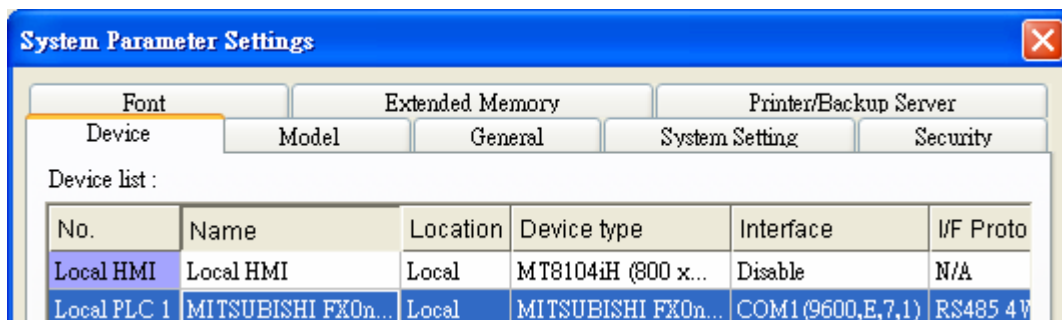 System Parameter Settings
Font Extended Memory Printer/Backup Server
Device Model General System Setting Security
Device list :
No. Name Location Device type Interface I/F Proto
Local HMI Local HMI Local MT8104iH (800 x... Disable N/A
Local PLC 1 MITSUBISHI FX0n... Local MITSUBISHI FX0n... COM1(9600,E,7,1) RS485 4W